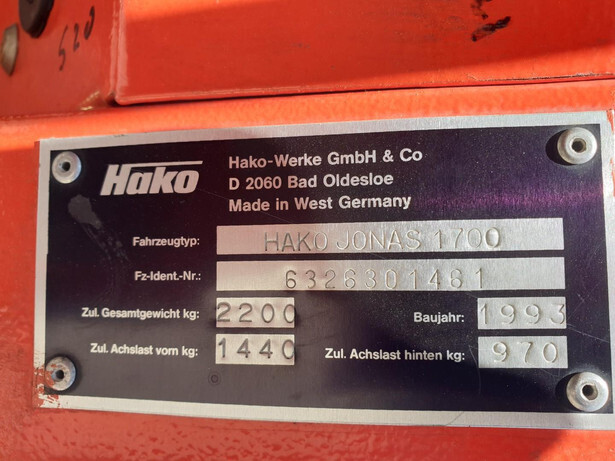 520
Hako
Hako-Werke GmbH & Co
D 2060 Bad Oldesloe
Made in West Germany
Fahrzeugtyp: HAKO JONAS 1700
Fz-Ident.-Nr.: 6326301481
Zul. Gesamtgewicht kg: 2200 Baujahr: 1993
Zul. Achslast vorn kg: 1440 Zul. Achslast hinten kg: 970